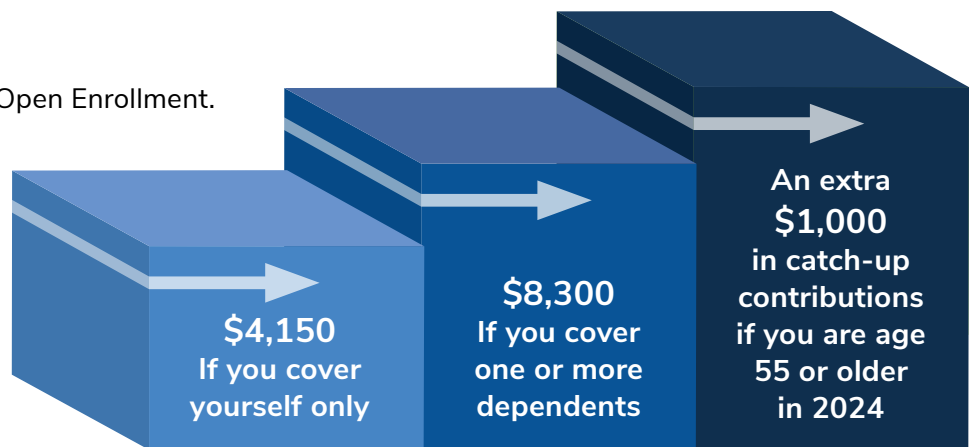 Open Enrollment.
$4,150
If you cover
yourself only
$8,300
If you cover
one or more
dependents
An extra
$1,000
in catch-up
contributions
if you are age
55 or older
in 2024